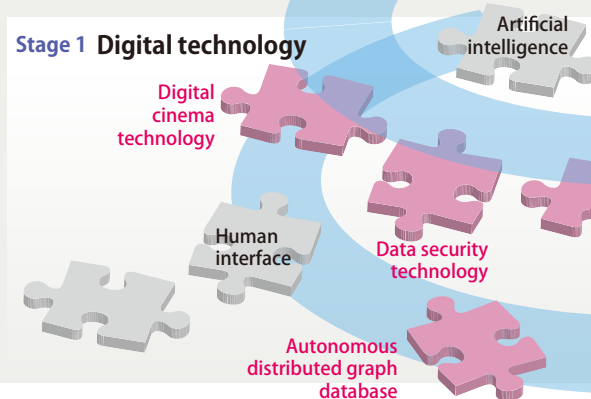 Stage 1 Digital technology
Artificial
intelligence
Digital
cinema
technology
Human
interface
Data security
technology
Autonomous
distributed graph
database